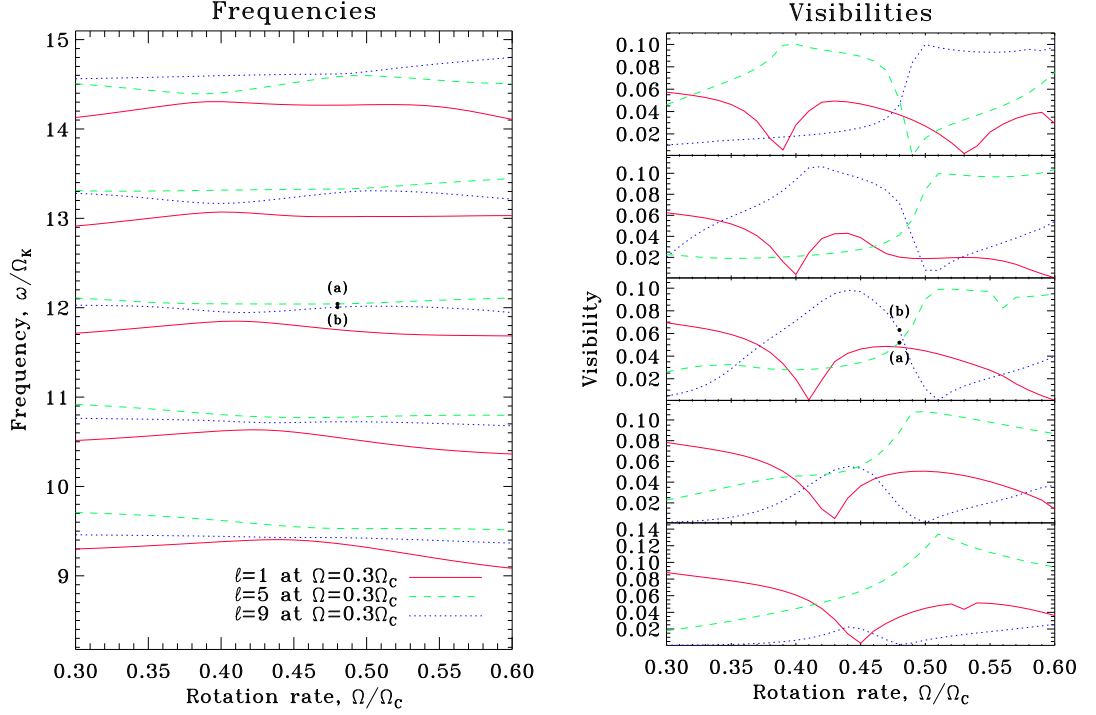 Frequencies
15
14
13
12
11
10
9
Frequency, ω/Ω_K
(a)
(b)
ℓ=1 at Ω=0.3Ω_C
ℓ=5 at Ω=0.3Ω_C
ℓ=9 at Ω=0.3Ω_C
0.30 0.35 0.40 0.45 0.50 0.55 0.60
Rotation rate, Ω/Ω_C
Visibilities
0.10
0.08
0.06
0.04
0.02
0.10
0.08
0.06
0.04
0.02
0.10
0.08
0.06
0.04
0.02
(b)
(a)
0.10
0.08
0.06
0.04
0.02
0.14
0.12
0.10
0.08
0.06
0.04
0.02
Visibility
0.30 0.35 0.40 0.45 0.50 0.55 0.60
Rotation rate, Ω/Ω_C